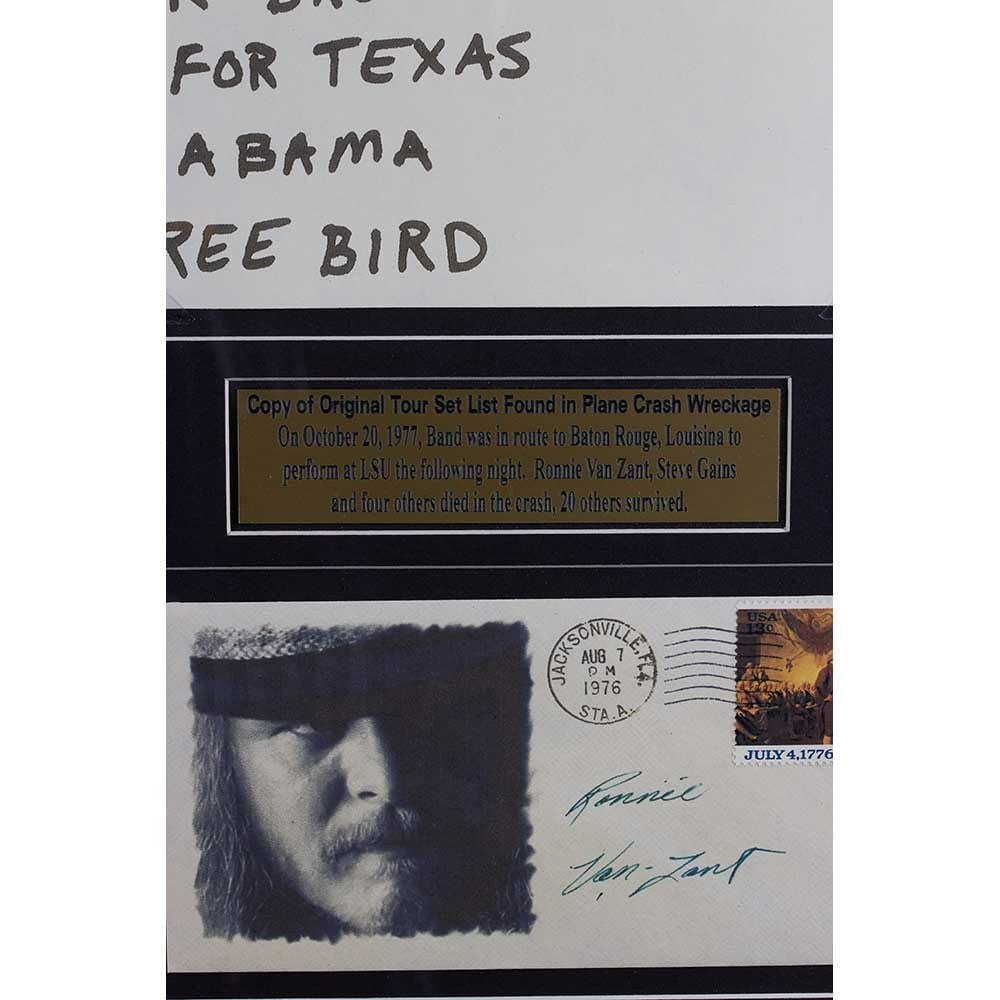 FOR TEXAS
ABAMA
REE BIRD
Copy of Original Tour Set List Found in Plane Crash Wreckage
On October 20, 1977, Band was in route to Baton Rouge, Louisina to
perform at LSU the following night. Ronnie Van Zant, Steve Gains
and four others died in the crash, 20 others survived.
JACKSONVILLE, FLA.
AUG 7
PM
1976
STA. A.
USA
13c
JULY 4, 1776
Ronnie
Van-Zant